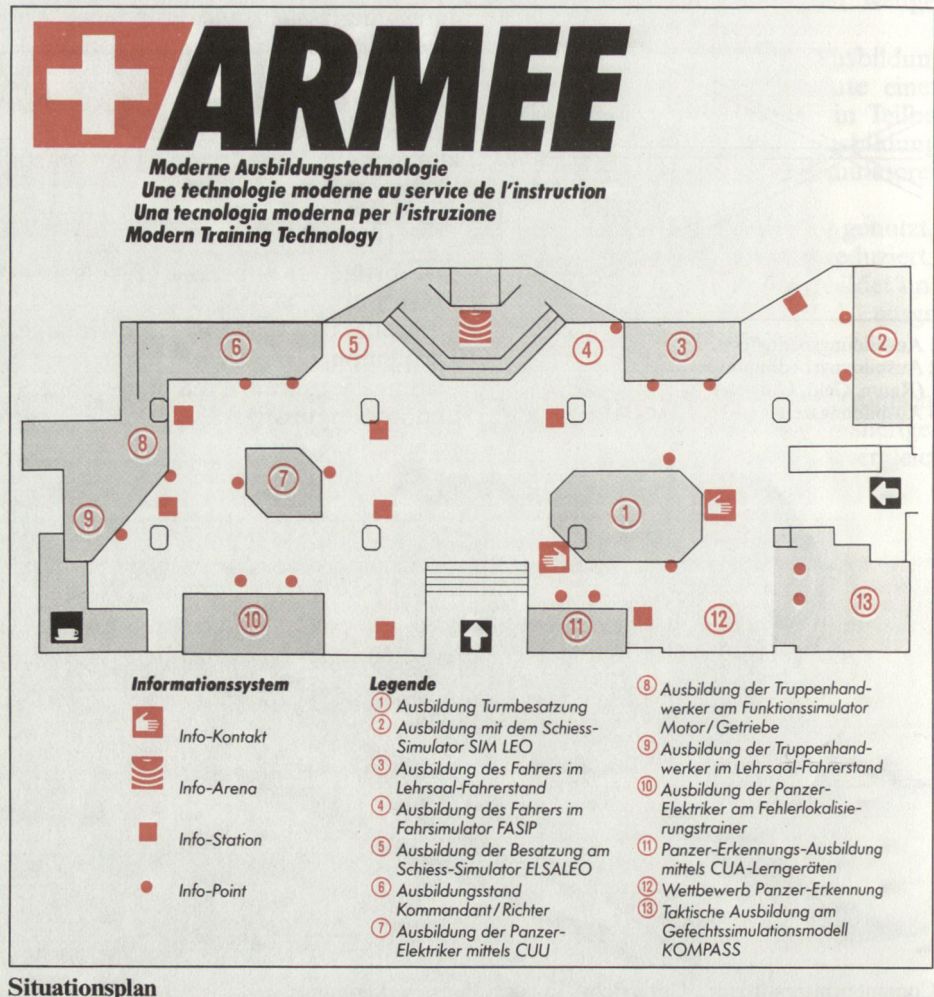 ARMEE
Moderne Ausbildungstechnologie
Une technologie moderne au service de l'instruction
Una tecnologia moderna per l'istruzione
Modern Training Technology
6 5 4 3 2
8 7
9 1
10 11 12 13
Informationssystem
Info-Kontakt
Info-Arena
Info-Station
Info-Point
Legende
1 Ausbildung Turmbesatzung
2 Ausbildung mit dem Schiess-
Simulator SIM LEO
3 Ausbildung des Fahrers im
Lehrsaal-Fahrerstand
4 Ausbildung des Fahrers im
Fahrsimulator FASIP
5 Ausbildung der Besatzung am
Schiess-Simulator ELSALEO
6 Ausbildungsstand
Kommandant/Richter
7 Ausbildung der Panzer-
Elektriker mittels CUU
8 Ausbildung der Truppenhand-
werker am Funktionssimulator
Motor/Getriebe
9 Ausbildung der Truppenhand-
werker im Lehrsaal-Fahrerstand
10 Ausbildung der Panzer-
Elektriker am Fehlerlokalisie-
rungstrainer
11 Panzer-Erkennungs-Ausbildung
mittels CUA-Lerngeräten
12 Wettbewerb Panzer-Erkennung
13 Taktische Ausbildung am
Gefechtssimulationsmodell
KOMPASS
Situationsplan